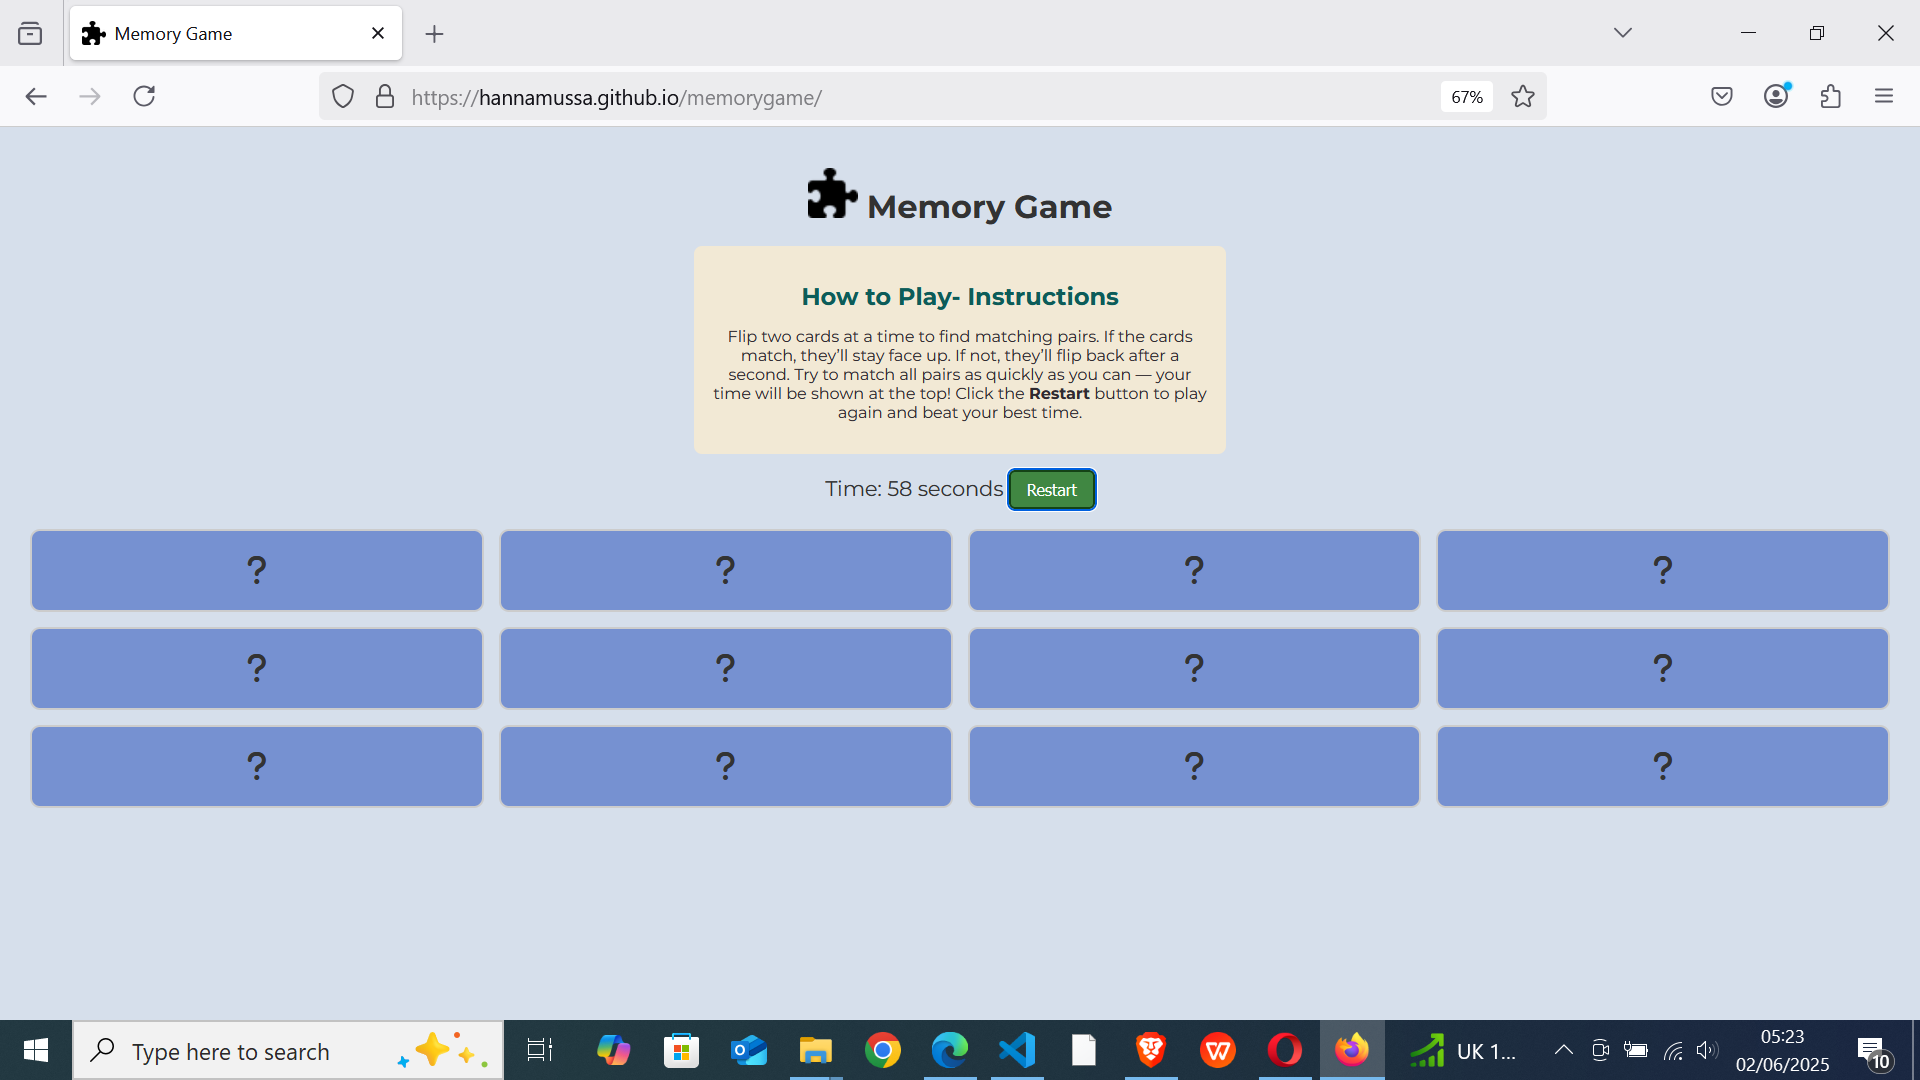 Memory Game
https://hannamussa.github.io/memorygame/
67%
Memory Game
How to Play- Instructions
Flip two cards at a time to find matching pairs. If the cards
match, they’ll stay face up. If not, they’ll flip back after a
second. Try to match all pairs as quickly as you can — your
time will be shown at the top! Click the Restart button to play
again and beat your best time.
Time: 58 seconds Restart
? ? ? ?
? ? ? ?
? ? ? ?
Type here to search
UK 1...
05:23
02/06/2025
10